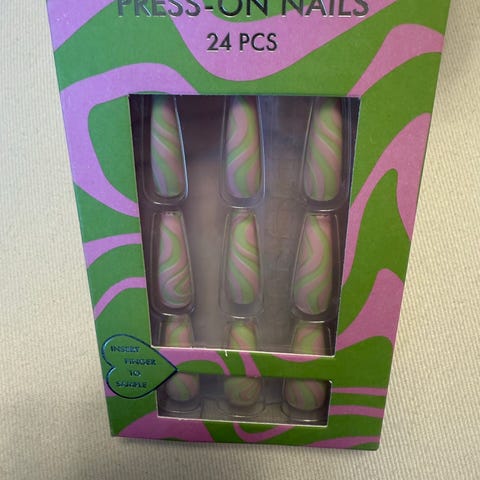 PRESS-ON NAILS
24 PCS
INSERT
FINGER
TO
SAMPLE